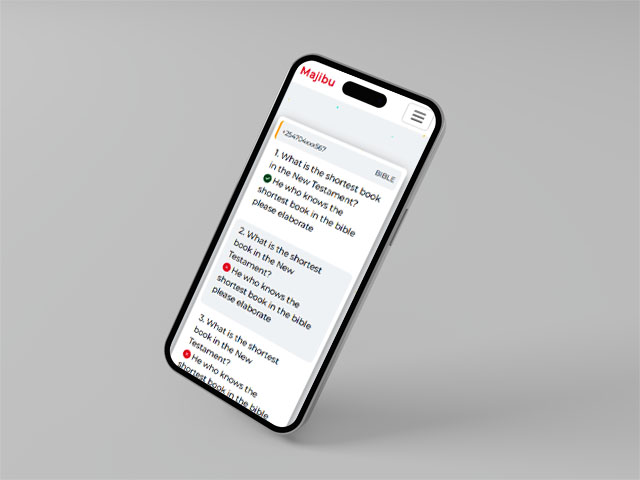 Majibu
+254704xxx567
BIBLE
1. What is the shortest book
in the New Testament?
He who knows the
shortest book in the bible
please elaborate
2. What is the shortest
book in the New
Testament?
He who knows the
shortest book in the bible
please elaborate
3. What is the shortest
book in the New
Testament?
He who knows the
shortest book in the bible